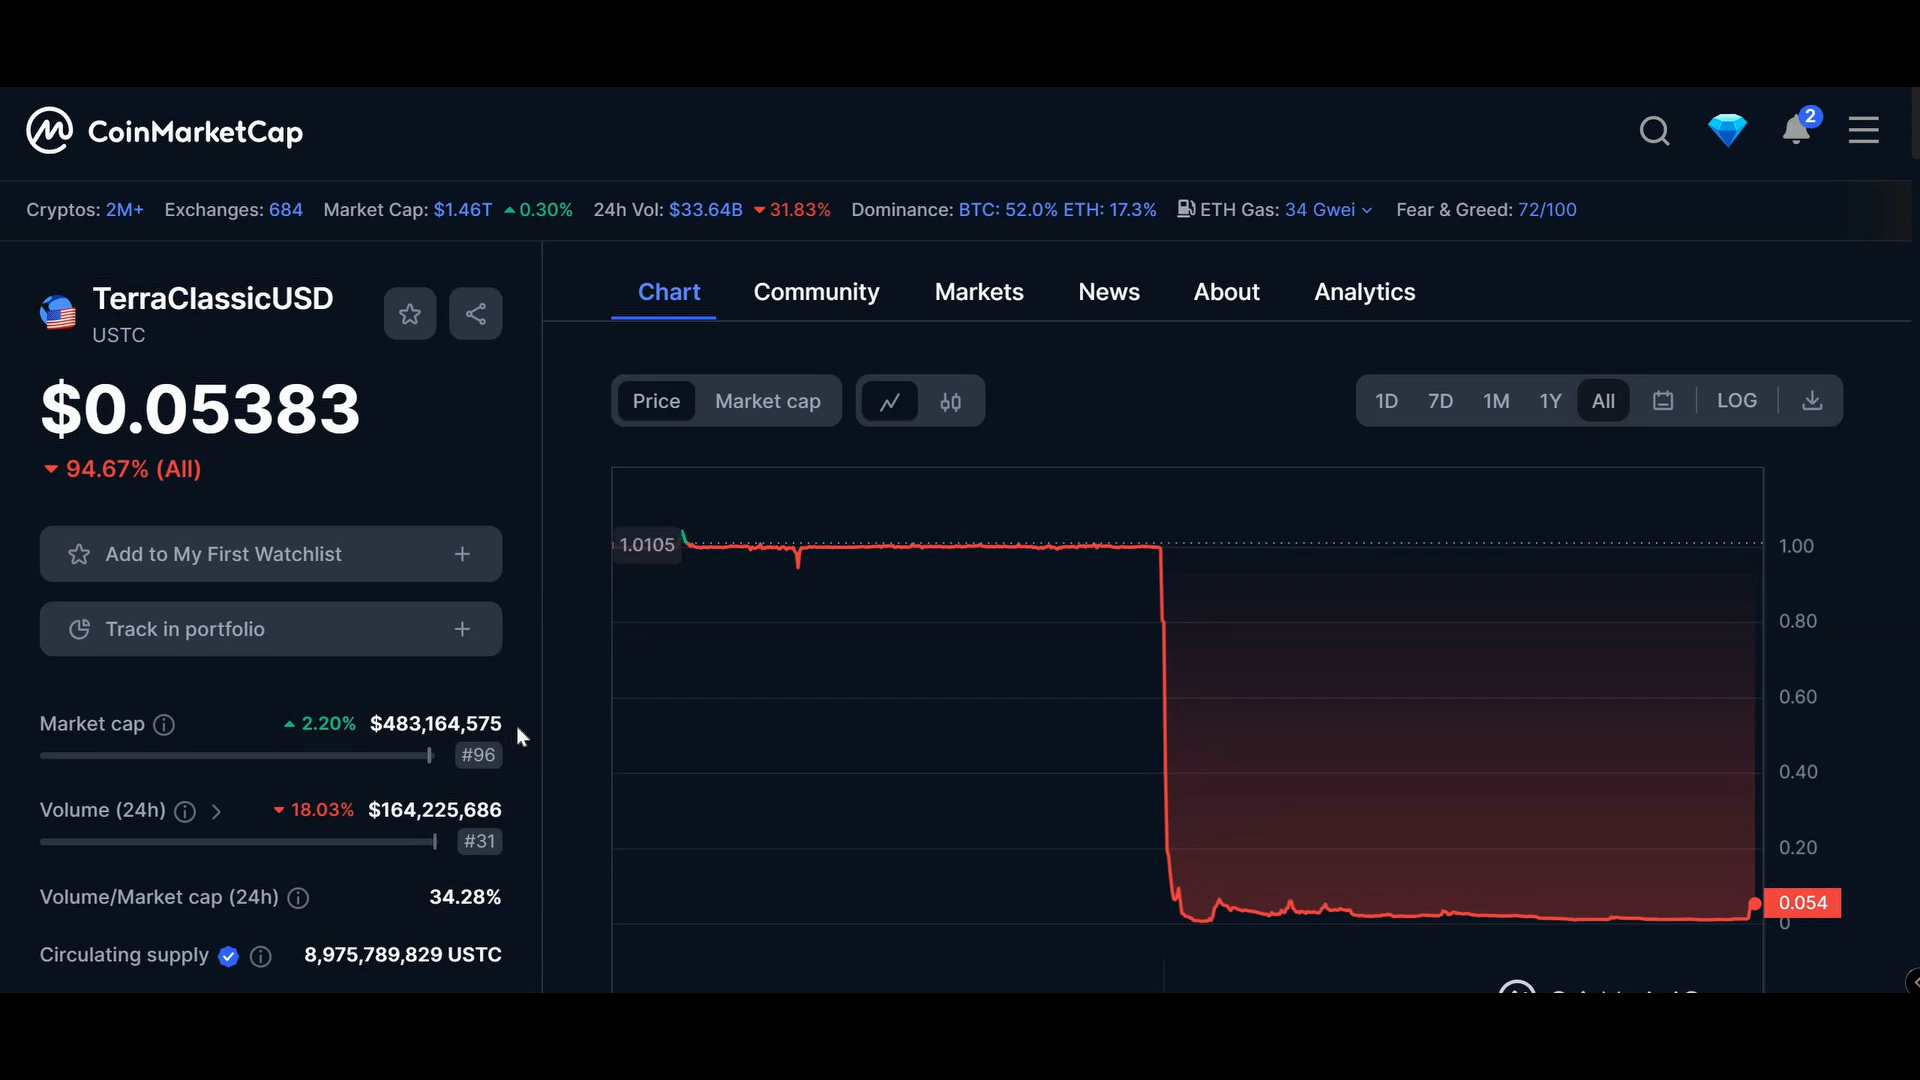 CoinMarketCap
2
Cryptos: 2M+ Exchanges: 684 Market Cap: $1.46T 0.30% 24h Vol: $33.64B 31.83% Dominance: BTC: 52.0% ETH: 17.3% ETH Gas: 34 Gwei Fear & Greed: 72/100
TerraClassicUSD
USTC
$0.05383
94.67% (All)
Add to My First Watchlist +
Track in portfolio +
Market cap 2.20% $483,164,575
#96
Volume (24h) 18.03% $164,225,686
#31
Volume/Market cap (24h) 34.28%
Circulating supply 8,975,789,829 USTC
Chart Community Markets News About Analytics
Price Market cap
1D 7D 1M 1Y All LOG
1.0105
1.00
0.80
0.60
0.40
0.20
0.054
0